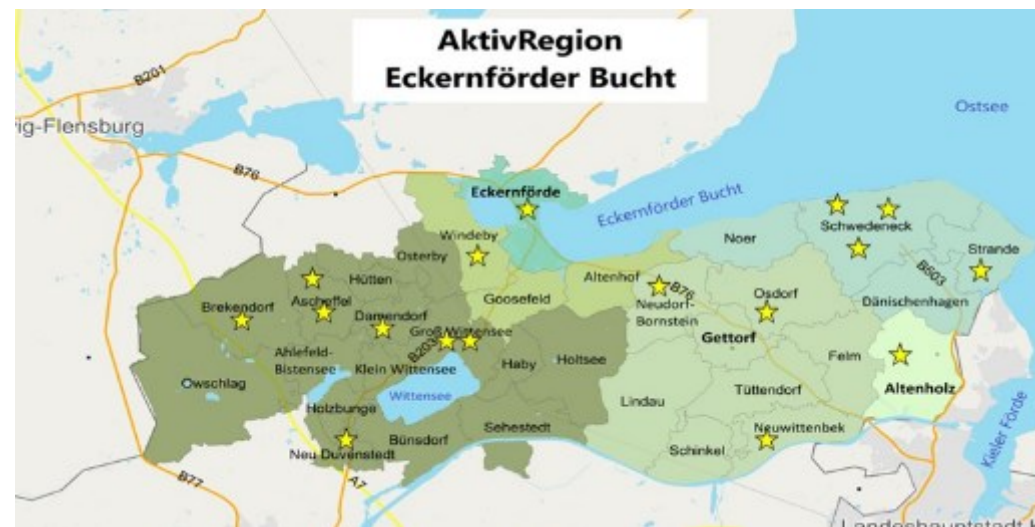 AktivRegion
Eckernförder Bucht
B201
Ostsee
ig-Flensburg
B76
Eckernförde
Eckernförder Bucht
Schwedeneck
Windeby
Noer
Osterby
Strande
Hütten
Altenhof
B76
B503
Osdorf
Brekendorf
Ascheffel
Goosefeld
Neudorf-
Bornstein
Dänischenhagen
Damendorf
Groß Wittensee
Gettorf
B203
Ahlefeld-
Bistensee
Klein Wittensee
Haby
Holtsee
Felm
Owschlag
Wittensee
Tüttendorf
Altenholz
Holzbunge
Lindau
Sehestedt
Neuwittenbek
Bünsdorf
Neu Duvenstedt
Schinkel
Kieler Förde
B77
A7
Landeshauptstadt